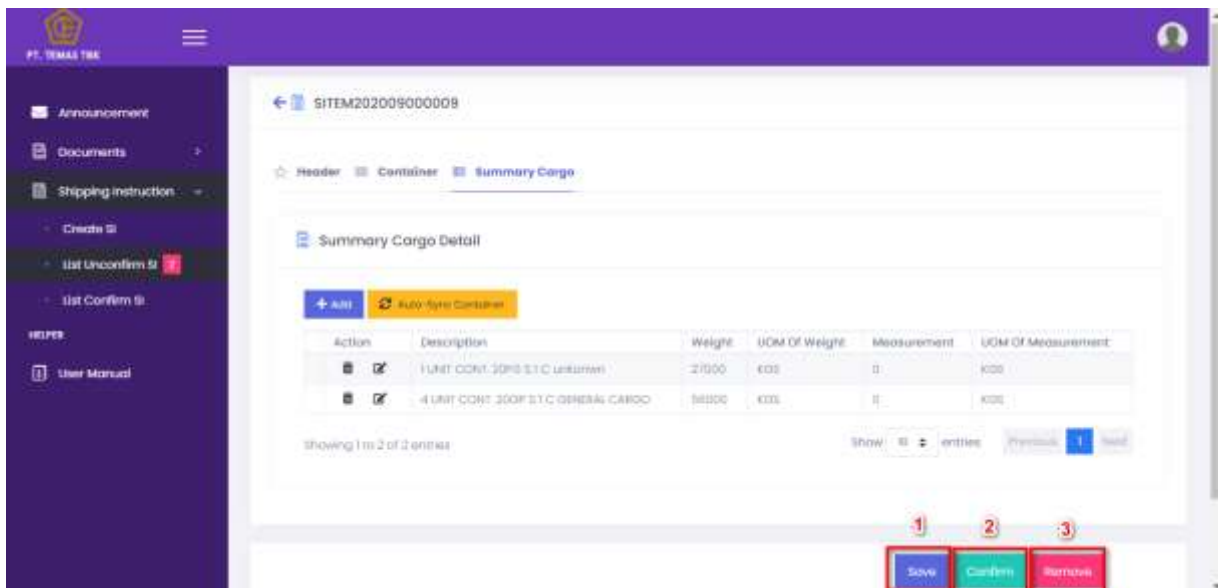 PT. TEMAS TBK
SITEM202009000009
Announcement
Documents
Header Container Summary Cargo
Shipping Instruction
Create SI
Summary Cargo Detail
List Unconfirm SI
List Confirm SI
+ Add Auto-Sync Container
HELPER
Action Description Weight UOM Of Weight Measurement UOM Of Measurement
User Manual
1 UNIT CONT. S.T.C unknown 27000 KGS 0 KGS
4 UNIT CONT. S.T.C GENERAL CARGO KGS 0 KGS
Showing 1 to 2 of 2 entries Show 10 entries Previous 1 Next
1 2 3
Save Confirm Remove